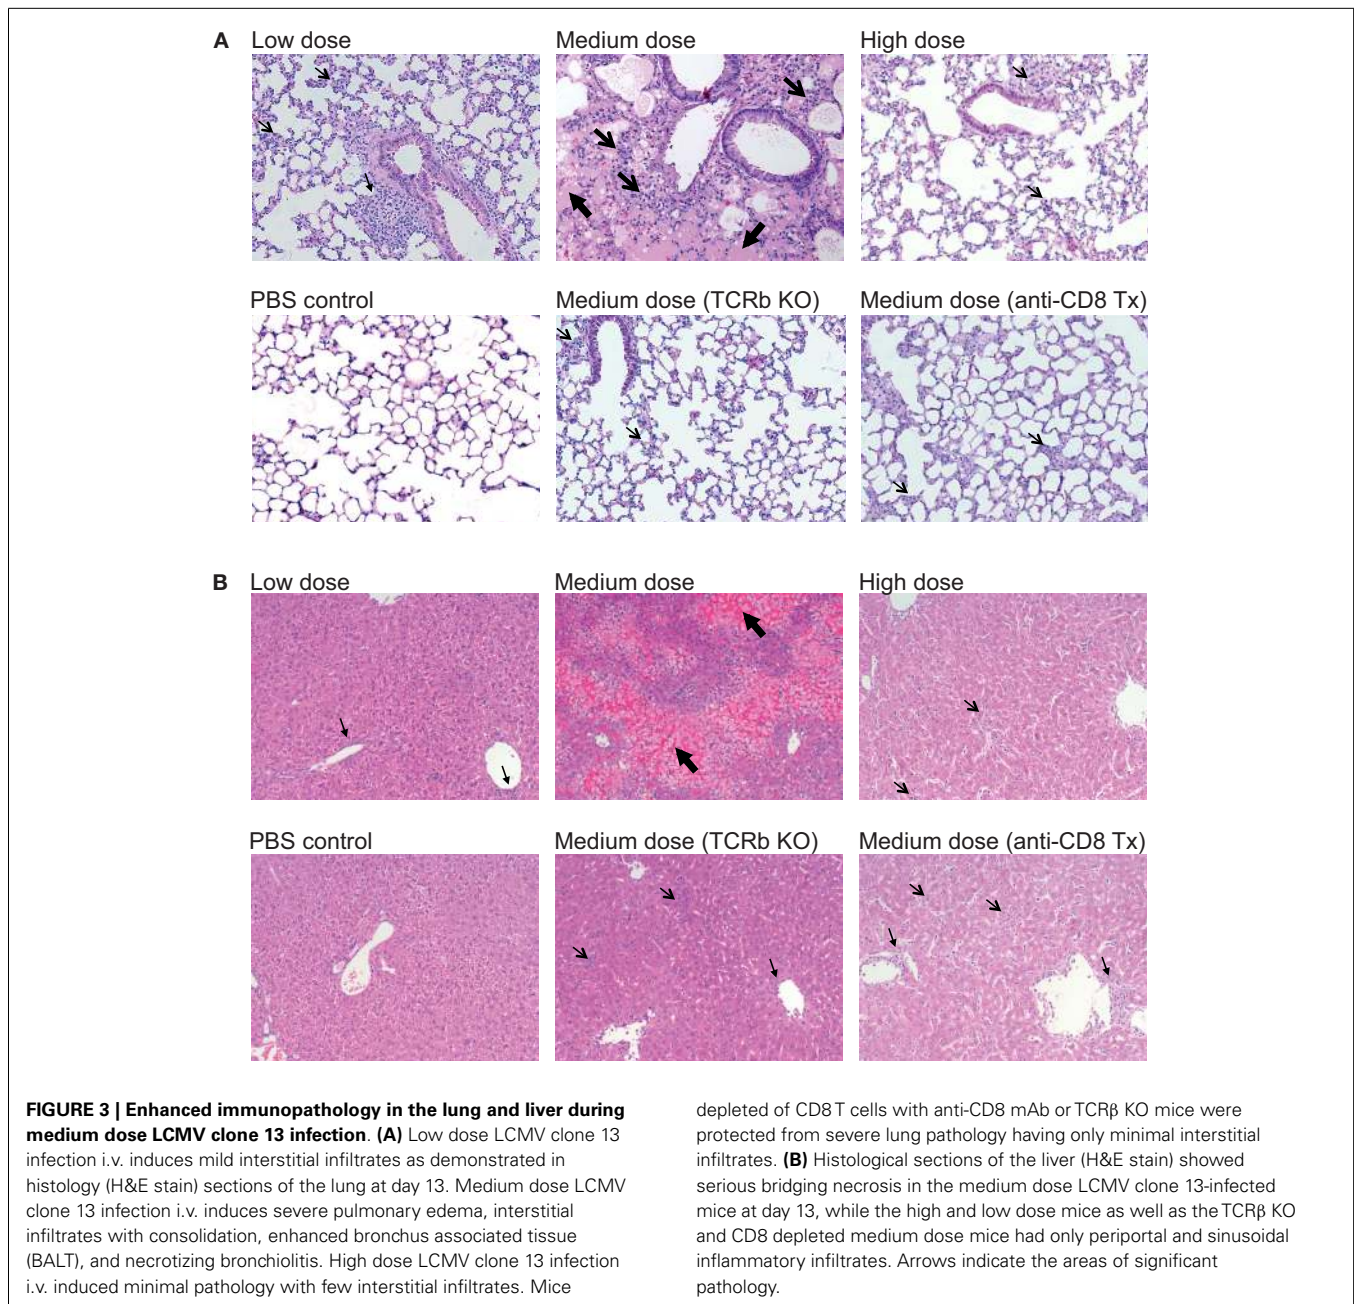 A Low dose Medium dose High dose
PBS control Medium dose (TCRb KO) Medium dose (anti-CD8 Tx)
B Low dose Medium dose High dose
PBS control Medium dose (TCRb KO) Medium dose (anti-CD8 Tx)
FIGURE 3 | Enhanced immunopathology in the lung and liver during
medium dose LCMV clone 13 infection. (A) Low dose LCMV clone 13
infection i.v. induces mild interstitial infiltrates as demonstrated in
histology (H&E stain) sections of the lung at day 13. Medium dose LCMV
clone 13 infection i.v. induces severe pulmonary edema, interstitial
infiltrates with consolidation, enhanced bronchus associated tissue
(BALT), and necrotizing bronchiolitis. High dose LCMV clone 13 infection
i.v. induced minimal pathology with few interstitial infiltrates. Mice
depleted of CD8 T cells with anti-CD8 mAb or TCRβ KO mice were
protected from severe lung pathology having only minimal interstitial
infiltrates. (B) Histological sections of the liver (H&E stain) showed
serious bridging necrosis in the medium dose LCMV clone 13-infected
mice at day 13, while the high and low dose mice as well as the TCRβ KO
and CD8 depleted medium dose mice had only periportal and sinusoidal
inflammatory infiltrates. Arrows indicate the areas of significant
pathology.